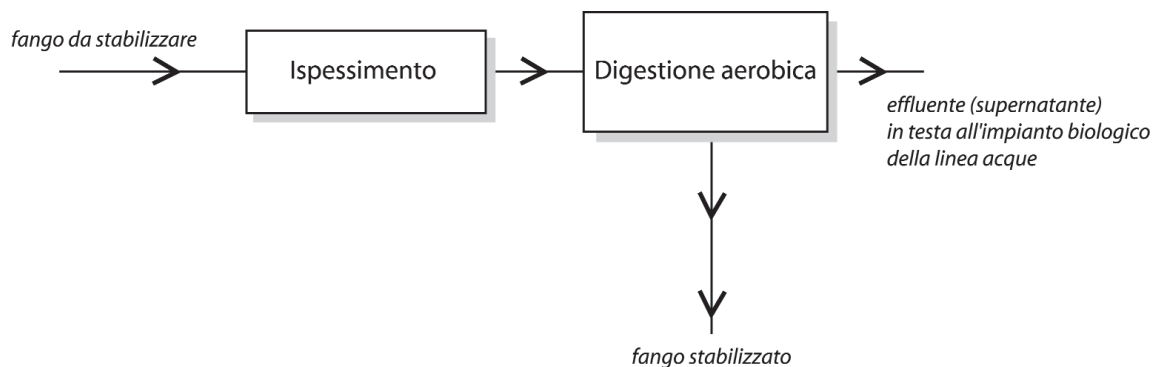 fango da stabilizzare
Ispessimento
Digestione aerobica
effluente (supernatante)
in testa all'impianto biologico
della linea acque
fango stabilizzato